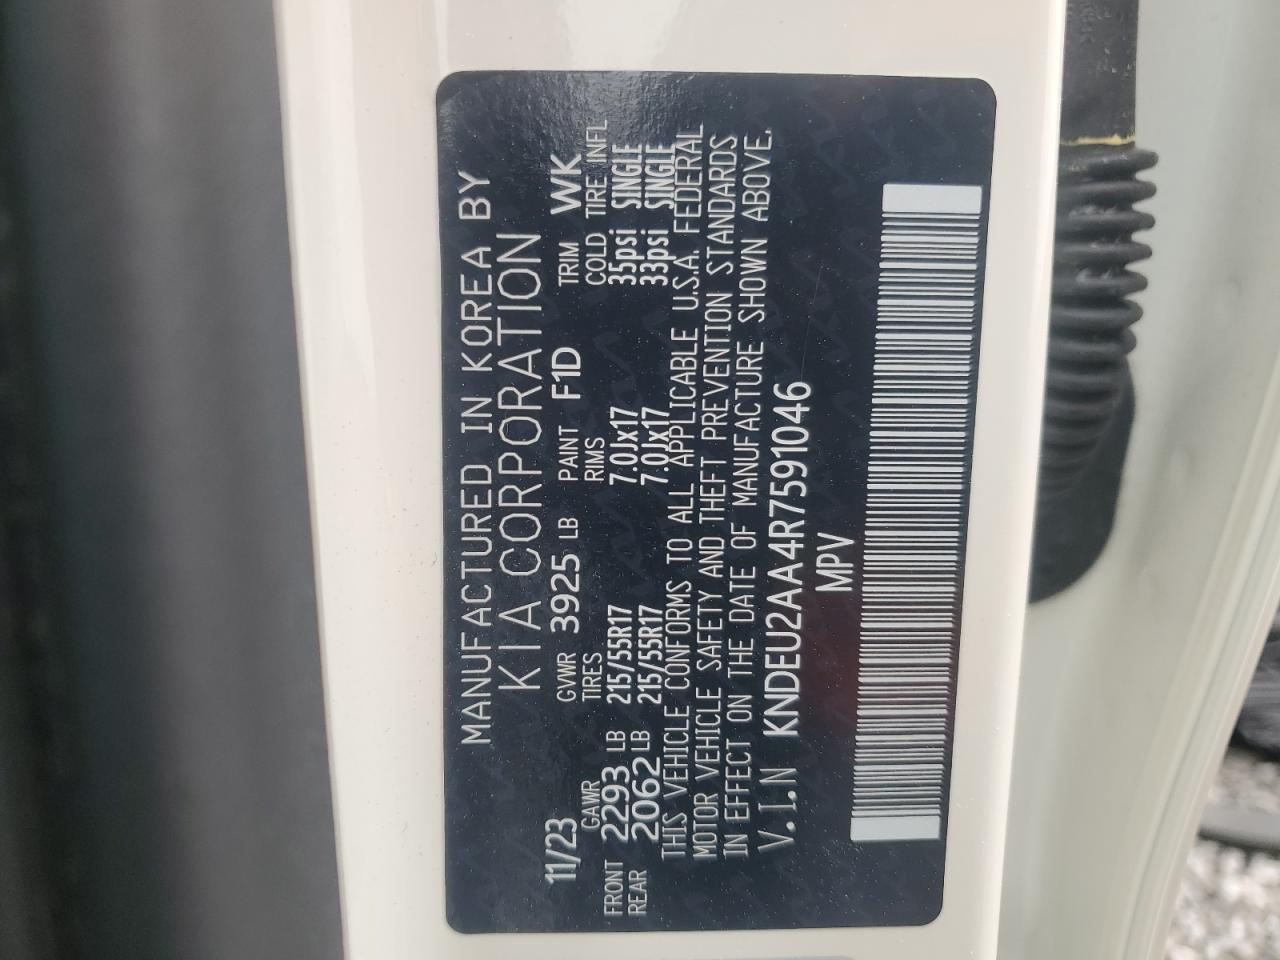 MANUFACTURED IN KOREA BY
KIA CORPORATION
11/23 GVWR 3925 LB PAINT F1D TRIM WK
GAWR TIRES RIMS COLD TIRE INFL
FRONT 2293 LB 215/55R17 7.0Jx17 35psi SINGLE
REAR 2062 LB 215/55R17 7.0Jx17 33psi SINGLE
THIS VEHICLE CONFORMS TO ALL APPLICABLE U.S.A. FEDERAL
MOTOR VEHICLE SAFETY AND THEFT PREVENTION STANDARDS
IN EFFECT ON THE DATE OF MANUFACTURE SHOWN ABOVE.
V.I.N KNDEU2AA4R7591046
MPV